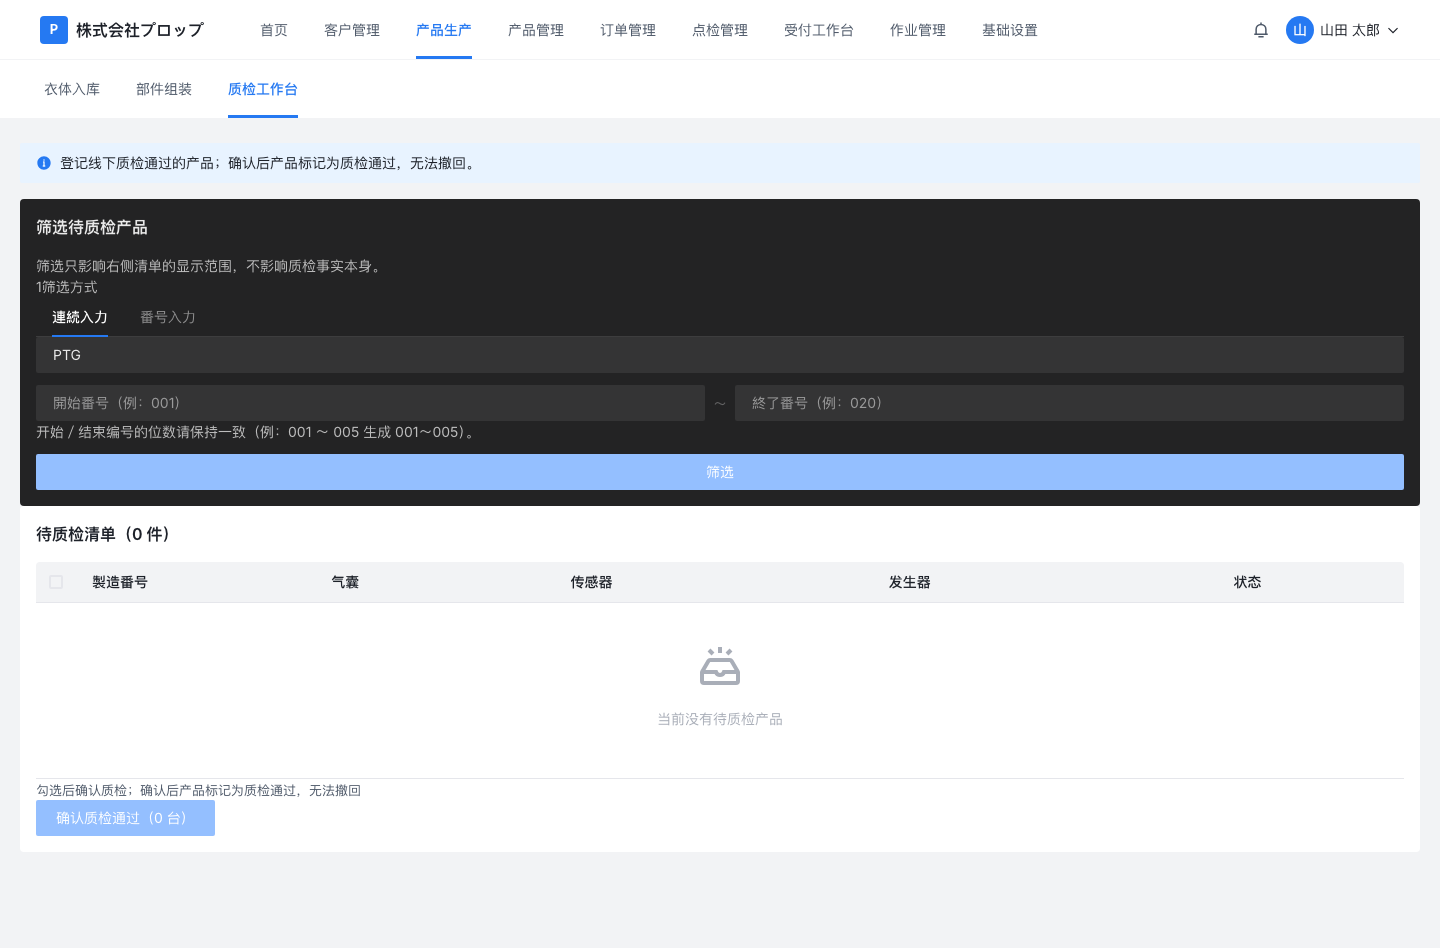 P 株式会社プロップ 首页 客户管理 产品生产 产品管理 订单管理 点检管理 受付工作台 作业管理 基础设置 山 山田 太郎
衣体入库 部件组装 质检工作台
登记线下质检通过的产品；确认后产品标记为质检通过，无法撤回。
筛选待质检产品
筛选只影响右侧清单的显示范围，不影响质检事实本身。
1筛选方式
連続入力 番号入力
PTG
開始番号（例：001） ～ 終了番号（例：020）
开始 / 结束编号的位数请保持一致（例：001 ～ 005 生成 001～005）。
筛选
待质检清单（0 件）
製造番号 气囊 传感器 发生器 状态
当前没有待质检产品
勾选后确认质检；确认后产品标记为质检通过，无法撤回
确认质检通过（0 台）